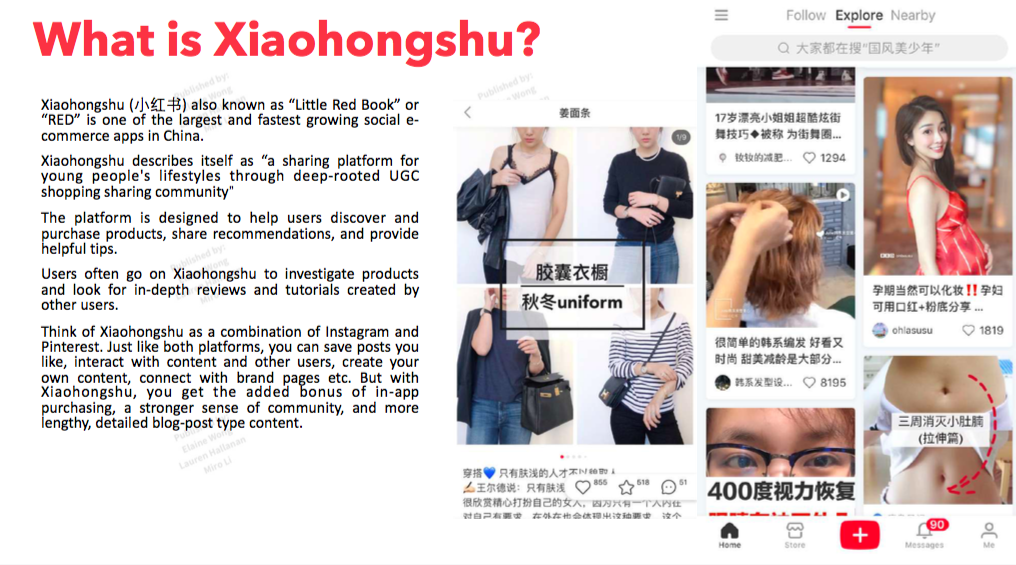 What is Xiaohongshu?
Published by:
Xiaohongshu (小红书) also known as “Little Red Book” or
“RED” is one of the largest and fastest growing social e-
commerce apps in China.
Xiaohongshu describes itself as “a sharing platform for
young people's lifestyles through deep-rooted UGC
shopping sharing community"
The platform is designed to help users discover and
purchase products, share recommendations, and provide
helpful tips.
Users often go on Xiaohongshu to investigate products
and look for in-depth reviews and tutorials created by
other users.
Think of Xiaohongshu as a combination of Instagram and
Pinterest. Just like both platforms, you can save posts you
like, interact with content and other users, create your
own content, connect with brand pages etc. But with
Xiaohongshu, you get the added bonus of in-app
purchasing, a stronger sense of community, and more
lengthy, detailed blog-post type content.
Elaine Wong
Lauren Hallanan
Miro Li
Published by:
姜面条
1/9
胶囊衣橱
秋冬uniform
穿搭💙 只有肤浅的人才不以貌取人
✍王尔德说：只有肤浅
855
518
51
很欣赏精心打扮自己的女人，因为只有一个人内在
对自己有要求，在外在也会体现出这种要求，这个
Follow Explore Nearby
大家都在搜“国风美少年”
17岁漂亮小姐姐超酷炫街
舞技巧◆被称 为街舞圈...
钕钕的减肥... 1294
很简单的韩系编发 好看又
时尚 甜美减龄是大部分...
韩系发型设... 8195
400度视力恢复
孕期当然可以化妆‼️孕妇
可用口红+粉底分享 ...
ohlasusu 1819
三周消灭小肚腩
(拉伸篇)
Home
Store
90
Messages
Me